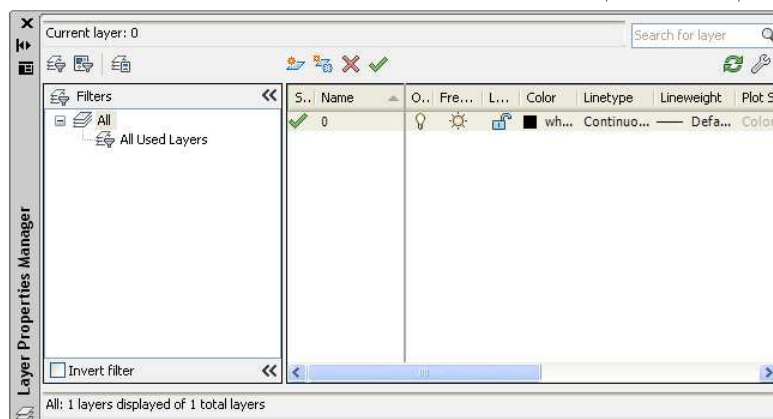 Current layer: 0
Search for layer
Filters
All
All Used Layers
S.. Name O.. Fre... L... Color Linetype Lineweight Plot S
0 wh... Continuo... Defa... Color
Invert filter
All: 1 layers displayed of 1 total layers
Layer Properties Manager